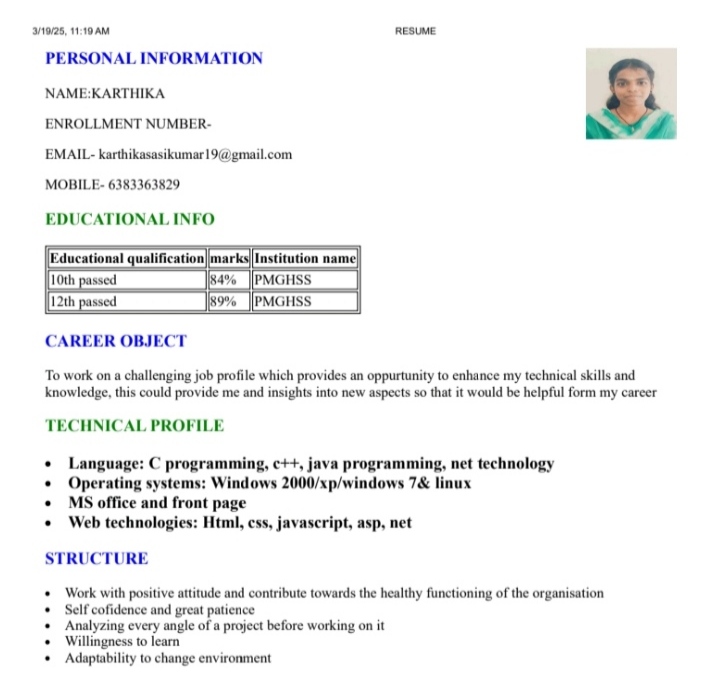 3/19/25, 11:19 AM RESUME
PERSONAL INFORMATION
NAME:KARTHIKA
ENROLLMENT NUMBER-
EMAIL- karthikasasikumar19@gmail.com
MOBILE- 6383363829
EDUCATIONAL INFO
Educational qualification marks Institution name
10th passed 84% PMGHSS
12th passed 89% PMGHSS
CAREER OBJECT
To work on a challenging job profile which provides an oppurtunity to enhance my technical skills and
knowledge, this could provide me and insights into new aspects so that it would be helpful form my career
TECHNICAL PROFILE
• Language: C programming, c++, java programming, net technology
• Operating systems: Windows 2000/xp/windows 7& linux
• MS office and front page
• Web technologies: Html, css, javascript, asp, net
STRUCTURE
• Work with positive attitude and contribute towards the healthy functioning of the organisation
• Self cofidence and great patience
• Analyzing every angle of a project before working on it
• Willingness to learn
• Adaptability to change environment